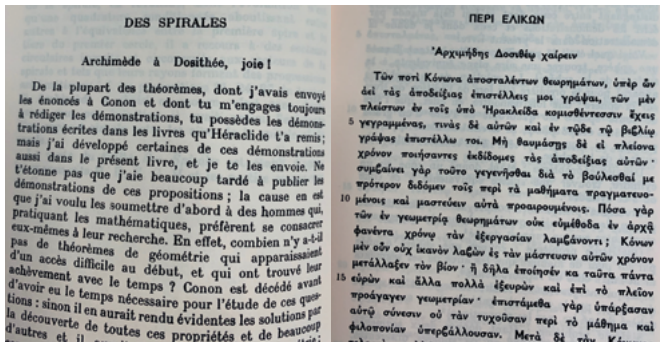 DES SPIRALES
Archimède à Dosithée, joie !
De la plupart des théorèmes, dont j'avais envoyé
les énoncés à Conon et dont tu m'engages toujours
à rédiger les démonstrations, tu possèdes les démons-
trations écrites dans les livres qu'Héraclide t'a remis ;
mais j'ai développé certaines de ces démonstrations
aussi dans le présent livre, et je te les envoie. Ne
t'étonne pas que j'aie beaucoup tardé à publier les
démonstrations de ces propositions ; la cause en est
que j'ai voulu les soumettre d'abord à des hommes qui,
pratiquant les mathématiques, préfèrent se consacrer
eux-mêmes à leur recherche. En effet, combien n'y a-t-il
pas de théorèmes de géométrie qui apparaissaient
d'un accès difficile au début, et qui ont trouvé leur
achèvement avec le temps ? Conon est décédé avant
d'avoir eu le temps nécessaire pour l'étude de ces ques-
tions : sinon il en aurait rendu évidentes les solutions par
la découverte de toutes ces propriétés et de beaucoup
d'autres et il
ΠΕΡΙ ΕΛΙΚΩΝ
Ἀρχιμήδης Δοσιθέῳ χαίρειν
Τῶν ποτὶ Κόνωνα ἀποσταλέντων θεωρημάτων, ὑπὲρ ὧν
ἀεὶ τὰς ἀποδείξιας ἐπιστέλλεις μοι γράψαι, τῶν μὲν
πλείστων ἐν τοῖς ὑπὸ Ἡρακλείδα κομισθέντεσσιν ἔχεις
5 γεγραμμένας, τινὰς δὲ αὐτῶν καὶ ἐν τῷδε τῷ βιβλίῳ
γράψας ἐπιστέλλω τοι. Μὴ θαυμάσῃς δὲ εἰ πλείονα
χρόνον ποιήσαντες ἐκδίδομες τὰς ἀποδείξιας αὐτῶν ·
συμβαίνει γὰρ τοῦτο γεγενῆσθαι διὰ τὸ βούλεσθαί με
πρότερον διδόμεν τοῖς περὶ τὰ μαθήματα πραγματευο-
10 μένοις καὶ μαστεύειν αὐτὰ προαιρουμένοις. Πόσα γὰρ
τῶν ἐν γεωμετρίᾳ θεωρημάτων οὐκ εὐμέθοδα ἐν ἀρχᾷ
φανέντα χρόνῳ τὰν ἐξεργασίαν λαμβάνοντι ; Κόνων
μὲν οὖν οὐχ ἱκανὸν λαβὼν ἐς τὰν μάστευσιν αὐτῶν χρόνον
μετάλλαξεν τὸν βίον · ἢ δῆλα ἐποίησέν κα ταῦτα πάντα
15 εὑρὼν καὶ ἄλλα πολλὰ ἐξευρὼν καὶ ἐπὶ τὸ πλεῖον
προάγαγεν γεωμετρίαν · ἐπιστάμεθα γὰρ ὑπάρξασαν
αὐτῷ σύνεσιν οὐ τὰν τυχοῦσαν περὶ τὸ μάθημα καὶ
φιλοπονίαν ὑπερβάλλουσαν. Μετὰ δὲ τὰν Κόνωνος